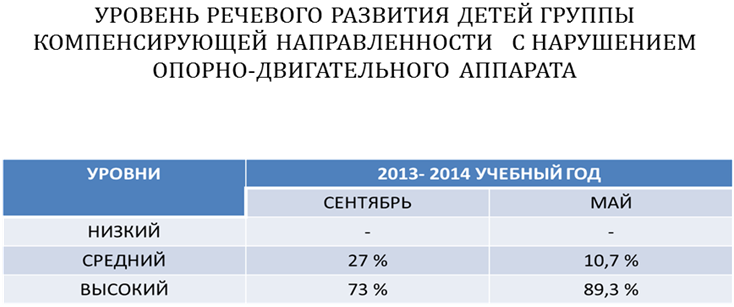 УРОВЕНЬ РЕЧЕВОГО РАЗВИТИЯ ДЕТЕЙ ГРУППЫ
КОМПЕНСИРУЮЩЕЙ НАПРАВЛЕННОСТИ С НАРУШЕНИЕМ
ОПОРНО-ДВИГАТЕЛЬНОГО АППАРАТА
УРОВНИ 2013- 2014 УЧЕБНЫЙ ГОД
СЕНТЯБРЬ МАЙ
НИЗКИЙ - -
СРЕДНИЙ 27 % 10,7 %
ВЫСОКИЙ 73 % 89,3 %